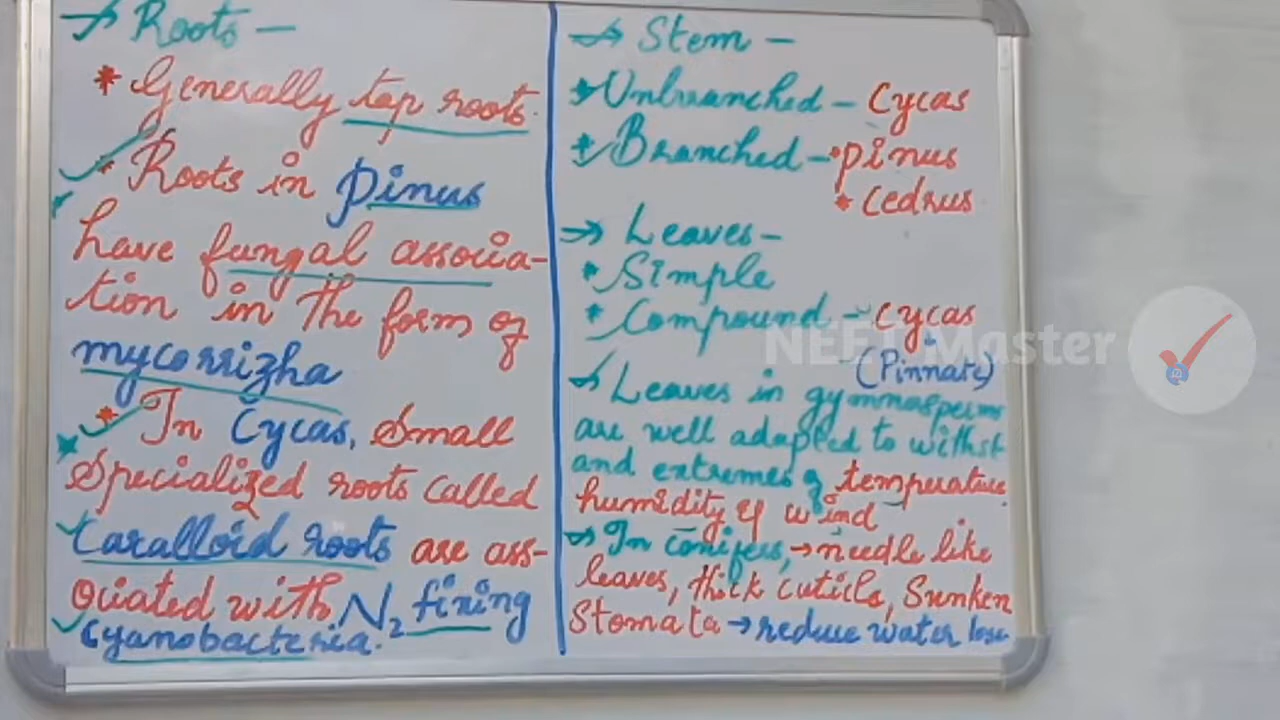 → Roots -
* Generally tap roots.
* Roots in Pinus
have fungal associa-
tion in the form of
mycorrizha
* In Cycas, Small
Specialized roots called
Caralloid roots are ass-
ociated with N2 fixing
Cyanobacteria.
→ Stem -
* Unbranched - Cycas
* Branched - • pinus
* Cedrus
→ Leaves -
* Simple
* Compound - Cycas
(Pinnate)
→ Leaves in gymnosperms
are well adapted to withst
and extremes of temperature
humidity & wind
→ In conifers, → needle like
leaves, thick cuticle, Sunken
Stomata → reduce water loss
NEET Master